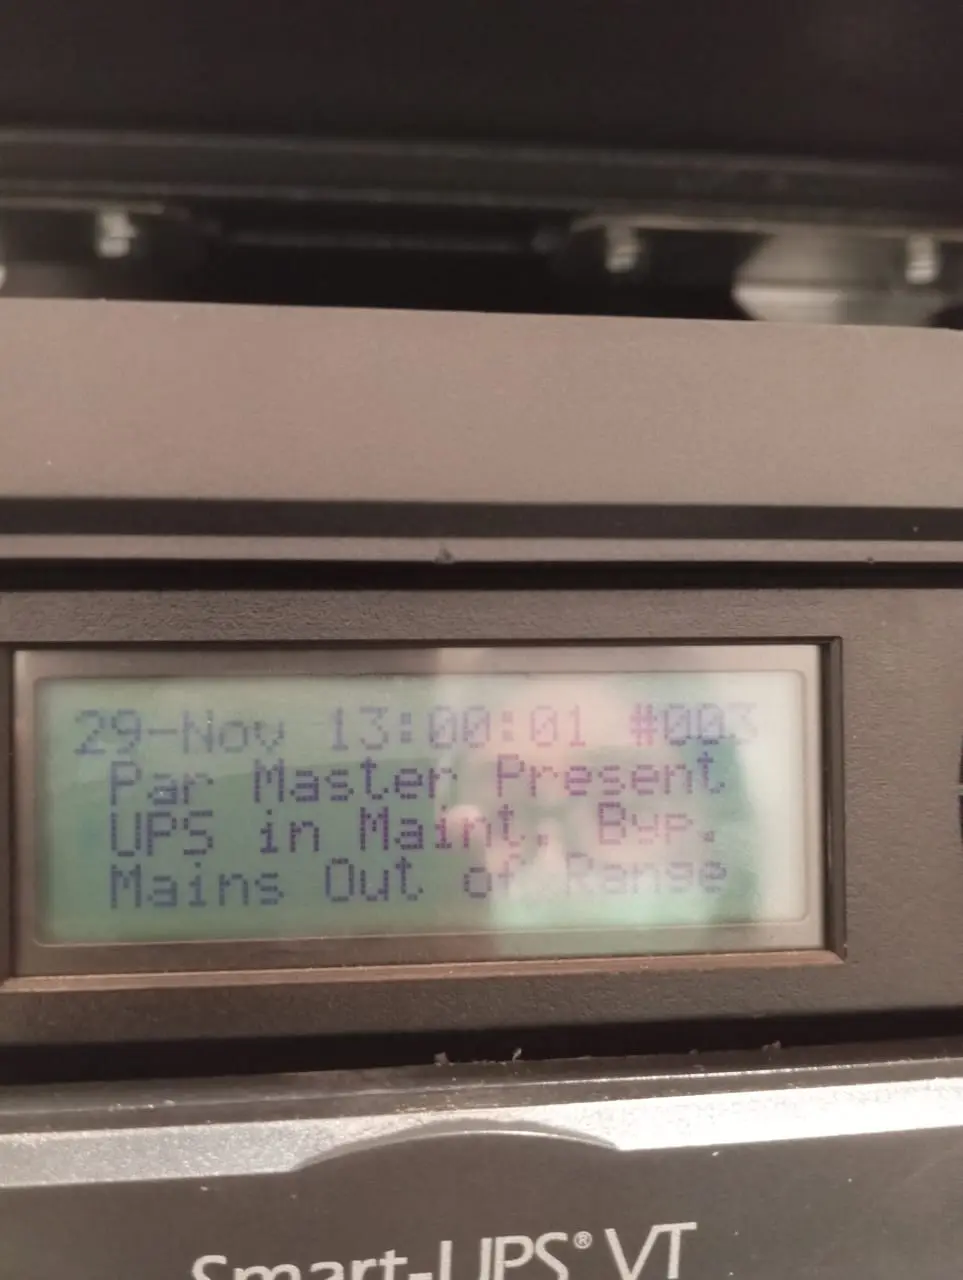 29-Nov 13:00:01 #003
Par Master Present
UPS in Maint. Byp.
Mains Out of Range
Smart-UPS® VT